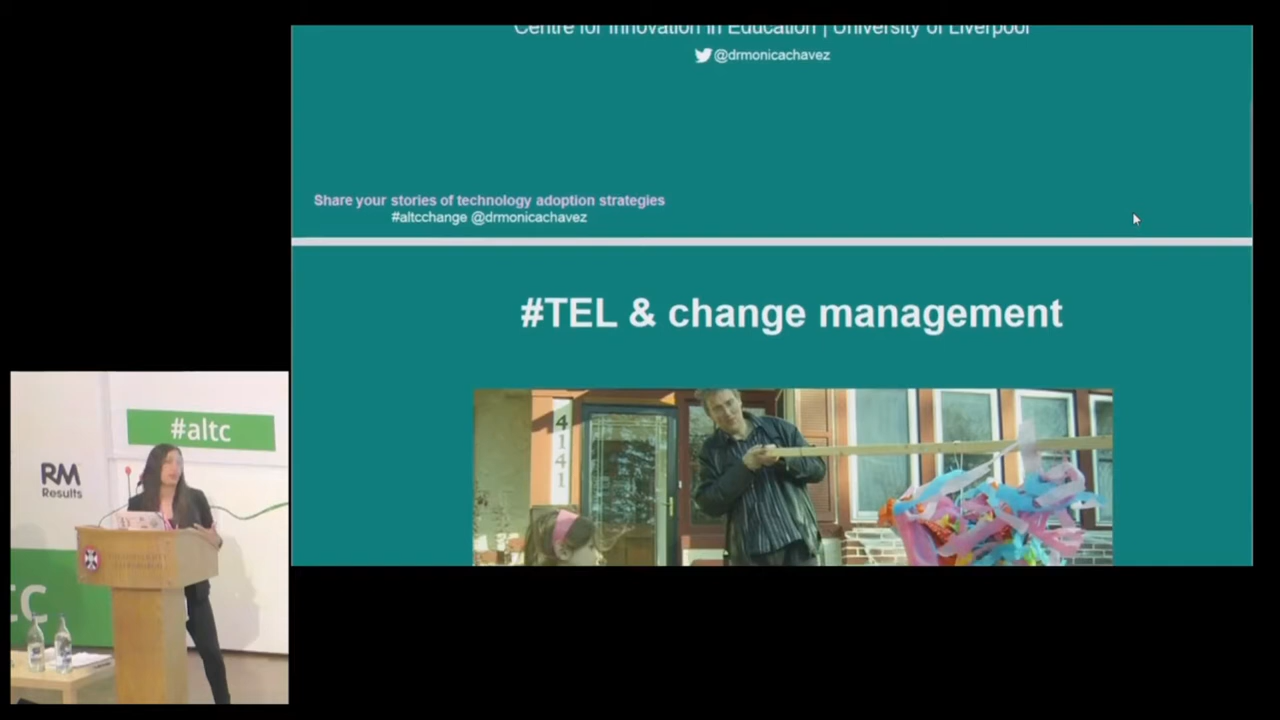 Centre for Innovation in Education | University of Liverpool
@drmonicachavez
Share your stories of technology adoption strategies
#altcchange @drmonicachavez
#TEL & change management
4141
#altc
RM
Results
tc